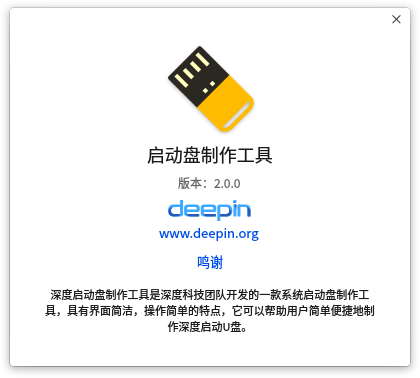 启动盘制作工具
版本：2.0.0
deepin
www.deepin.org
鸣谢
深度启动盘制作工具是深度科技团队开发的一款系统启动盘制作工
具，具有界面简洁，操作简单的特点，它可以帮助用户简单便捷地制
作深度启动U盘。